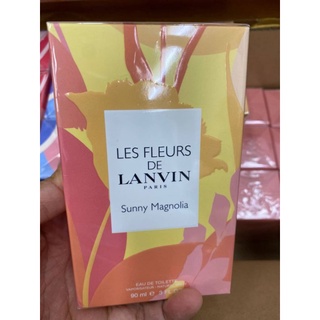 LES FLEURS
DE
LANVIN
PARIS
Sunny Magnolia
EAU DE TOILETTE
90 ml ℮